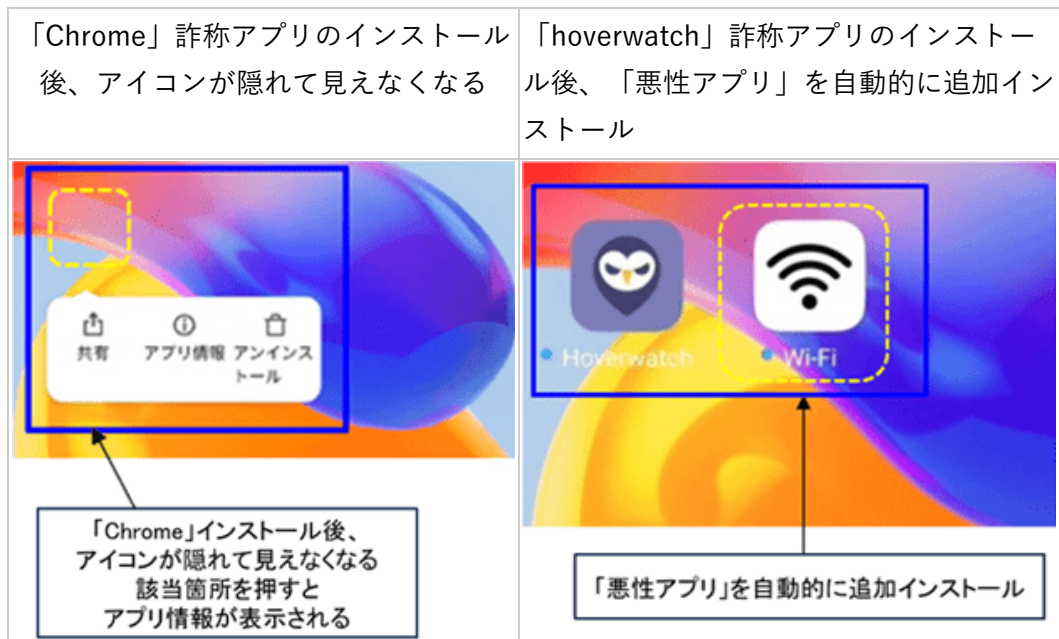 「Chrome」詐称アプリのインストール
後、アイコンが隠れて見えなくなる
「hoverwatch」詐称アプリのインストー
ル後、「悪性アプリ」を自動的に追加イン
ストール
共有
アプリ情報
アンインス
トール
「Chrome」インストール後、
アイコンが隠れて見えなくなる
該当箇所を押すと
アプリ情報が表示される
Hoverwatch
Wi-Fi
「悪性アプリ」を自動的に追加インストール